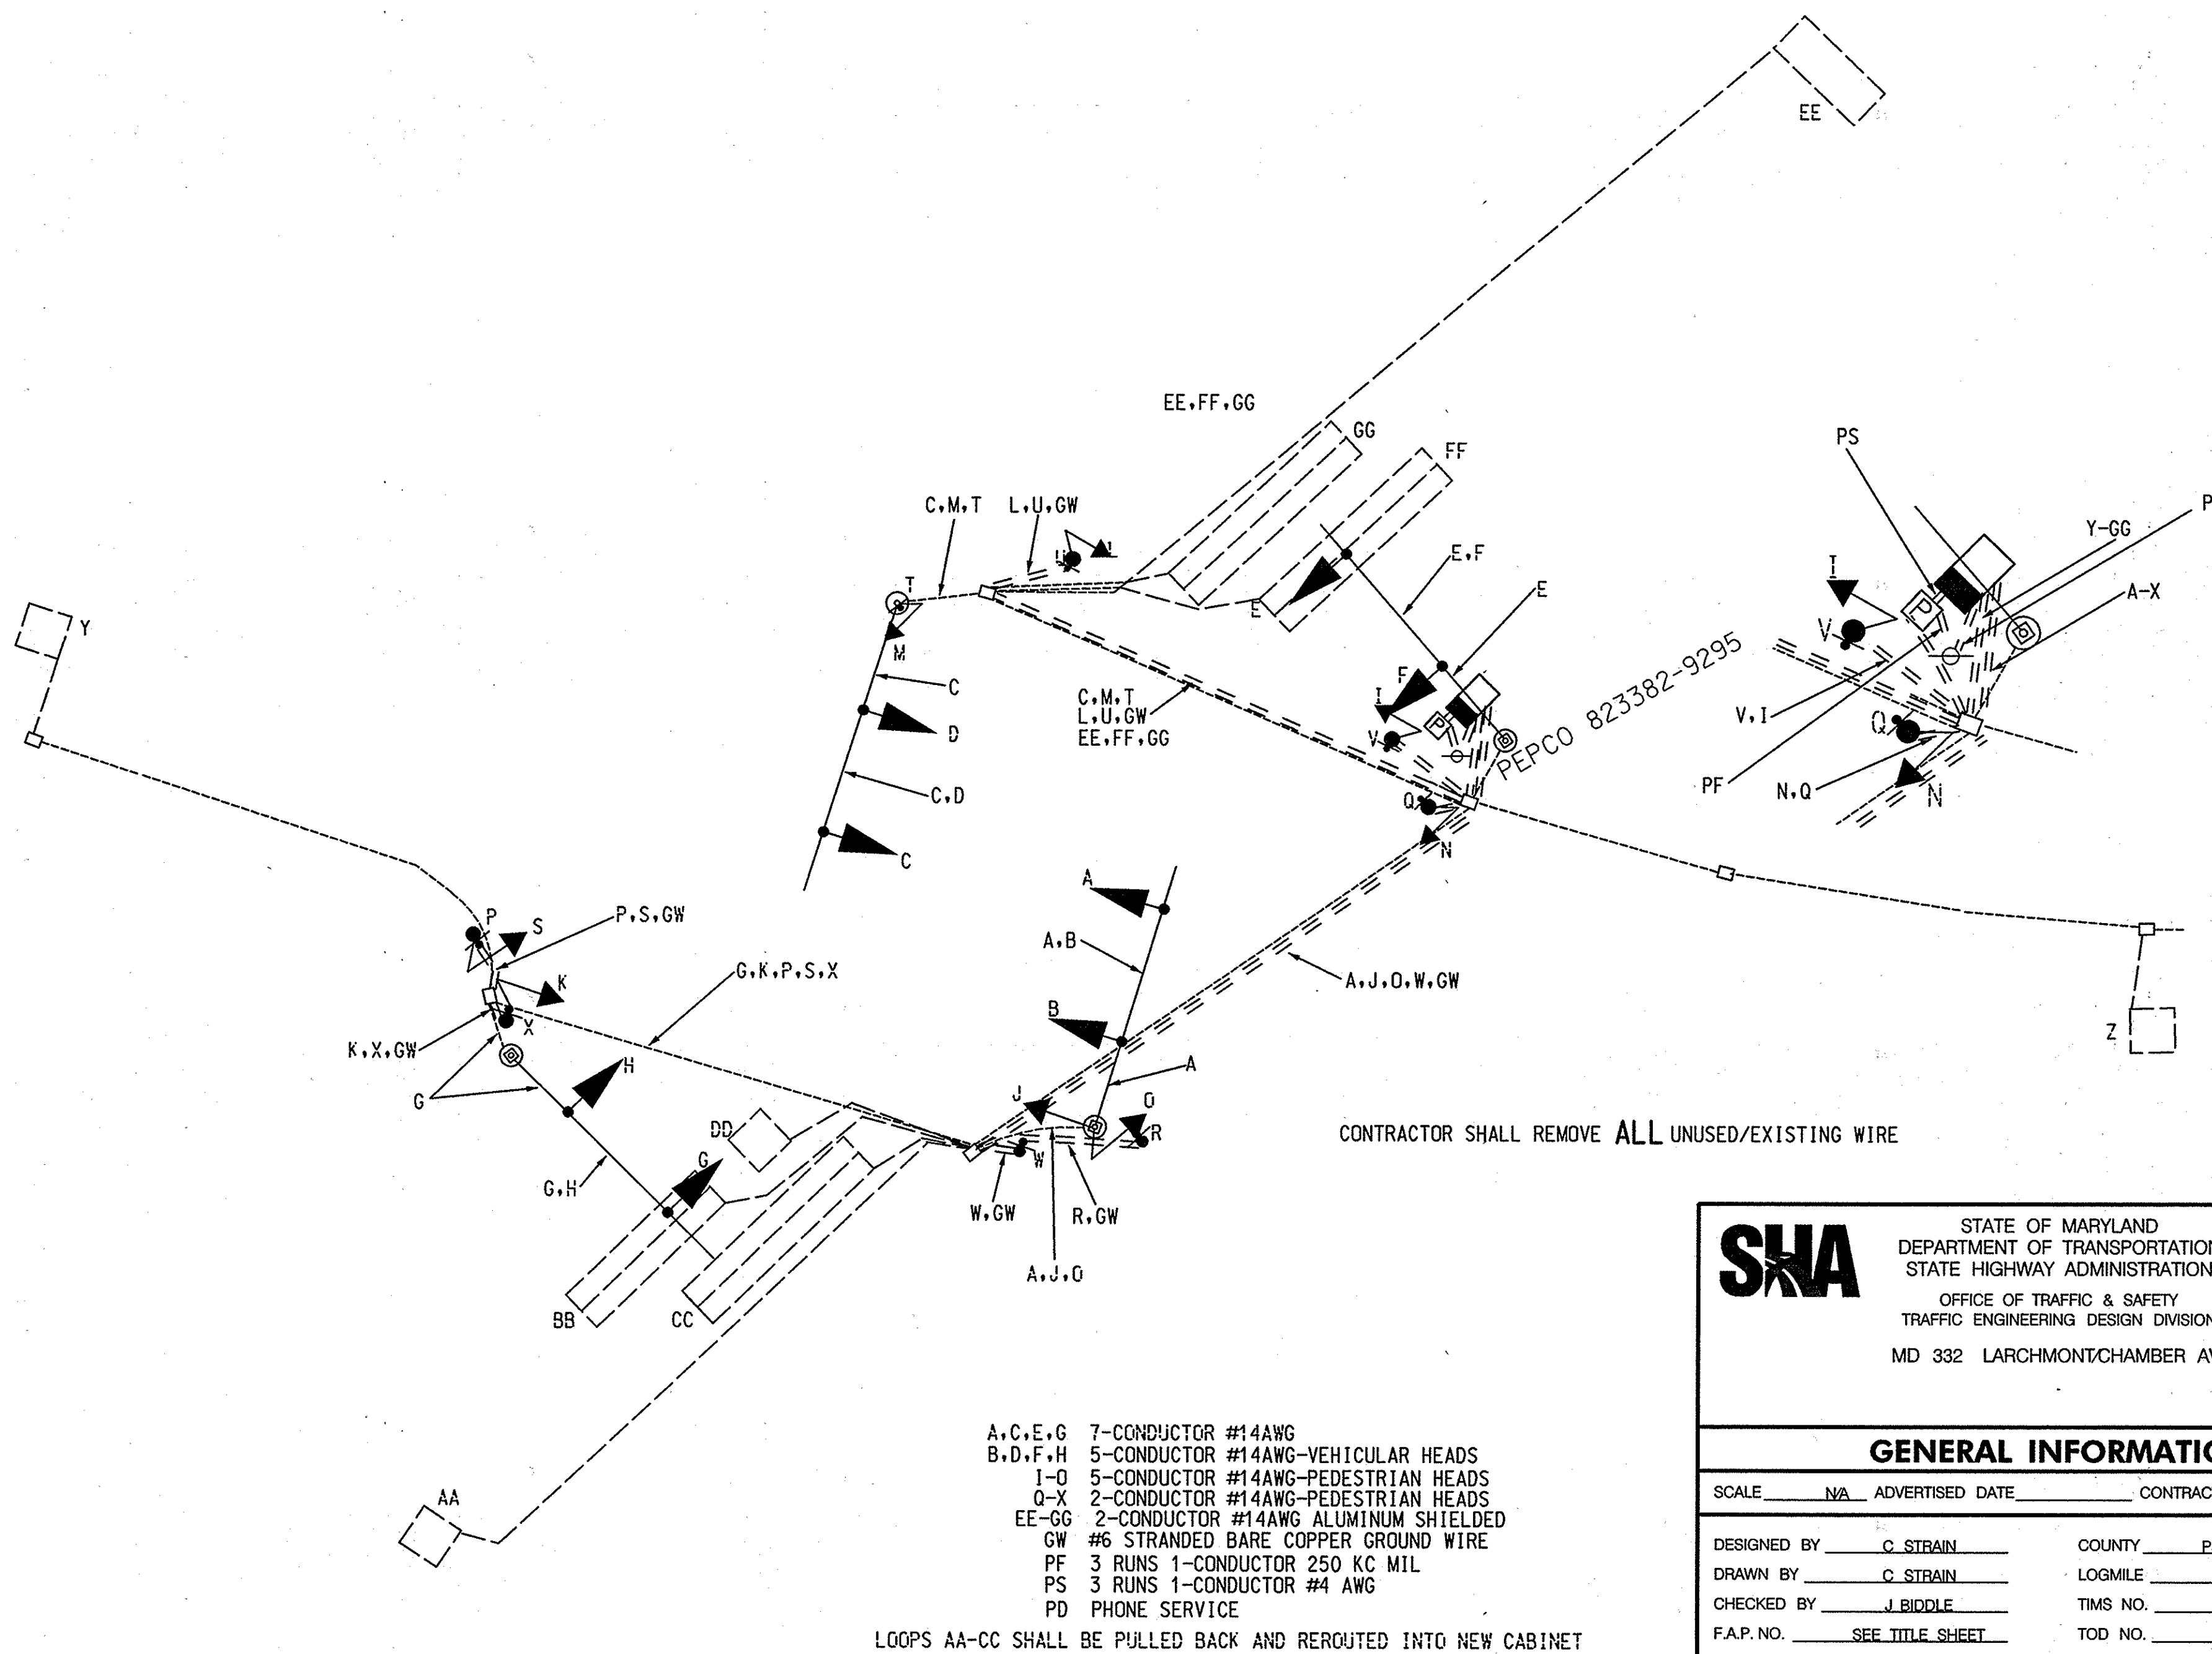 EE
EE,FF,GG
GG
FF
PS
C,M,T
L,U,GW
P
Y-GG
U
L
E,F
I
T
E
A-X
Y
E
P
V
M
F
C
I
C,M,T
L,U,GW
EE,FF,GG
P
PEPCO 823382-9295
V,I
Q
D
V
PF
N,Q
N
C,D
Q
N
C
A
P
S
P,S,GW
A,B
G,K,P,S,X
A,J,O,W,GW
K
B
X
Z
K,X,GW
H
A
G
J
O
DD
R
CONTRACTOR SHALL REMOVE ALL UNUSED/EXISTING WIRE
G
W
G,H
W,GW
R,GW
A,J,O
BB
CC
AA
A,C,E,G 7-CONDUCTOR #14AWG
B,D,F,H 5-CONDUCTOR #14AWG-VEHICULAR HEADS
I-O 5-CONDUCTOR #14AWG-PEDESTRIAN HEADS
Q-X 2-CONDUCTOR #14AWG-PEDESTRIAN HEADS
EE-GG 2-CONDUCTOR #14AWG ALUMINUM SHIELDED
GW #6 STRANDED BARE COPPER GROUND WIRE
PF 3 RUNS 1-CONDUCTOR 250 KC MIL
PS 3 RUNS 1-CONDUCTOR #4 AWG
PD PHONE SERVICE
LOOPS AA-CC SHALL BE PULLED BACK AND REROUTED INTO NEW CABINET
SHA
STATE OF MARYLAND
DEPARTMENT OF TRANSPORTATION
STATE HIGHWAY ADMINISTRATION
OFFICE OF TRAFFIC & SAFETY
TRAFFIC ENGINEERING DESIGN DIVISION
MD 332 LARCHMONT/CHAMBER AV
GENERAL INFORMATIO
SCALE N/A ADVERTISED DATE CONTRAC
DESIGNED BY C STRAIN COUNTY P
DRAWN BY C STRAIN LOGMILE
CHECKED BY J BIDDLE TIMS NO.
F.A.P. NO. SEE TITLE SHEET TOD NO.